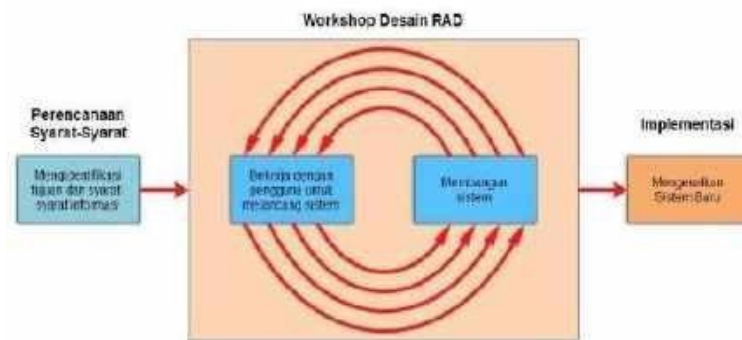 Workshop Desain RAD
Perencanaan
Syarat-Syarat
Mengidentifikasi
tujuan dan syarat
syarat informasi
Bekerja dengan
pengguna untuk
merancang sistem
Membangun
sistem
Implementasi
Mengenalkan
Sistem Baru